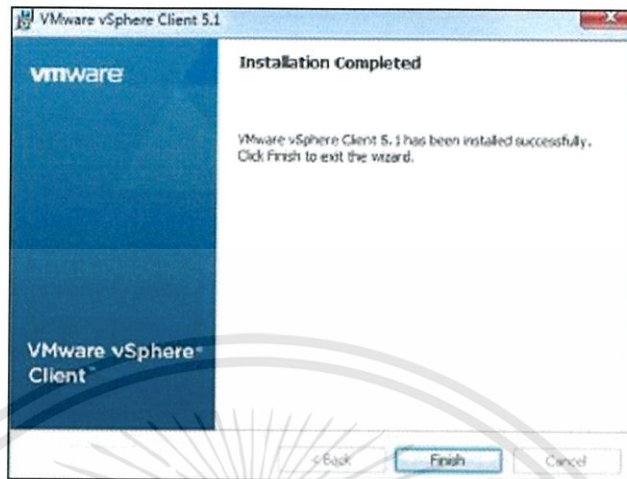 VMware vSphere Client 5.1
vmware
Installation Completed
VMware vSphere Client 5.1 has been installed successfully.
Click Finish to exit the wizard.
VMware vSphere®
Client™
< Back
Finish
Cancel